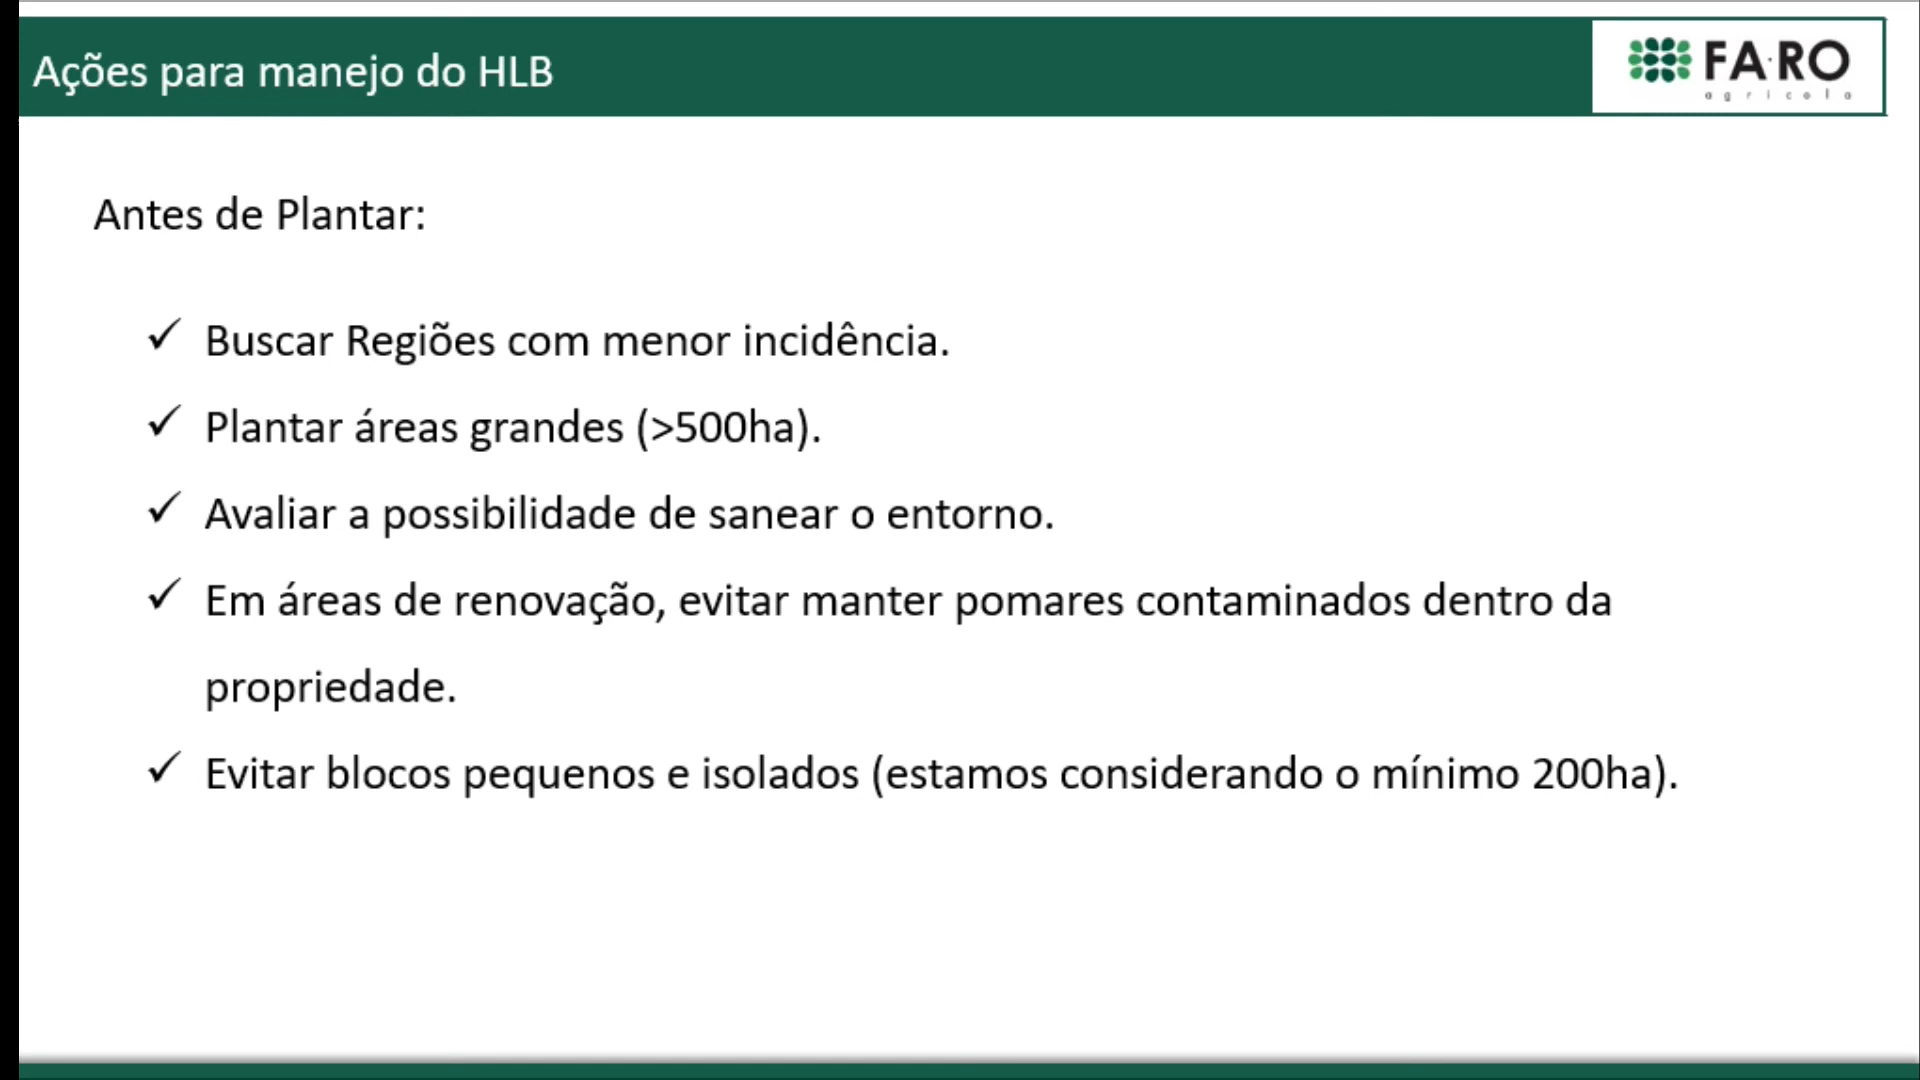 Ações para manejo do HLB
FA·RO
agrícola
Antes de Plantar:
✓ Buscar Regiões com menor incidência.
✓ Plantar áreas grandes (>500ha).
✓ Avaliar a possibilidade de sanear o entorno.
✓ Em áreas de renovação, evitar manter pomares contaminados dentro da
propriedade.
✓ Evitar blocos pequenos e isolados (estamos considerando o mínimo 200ha).